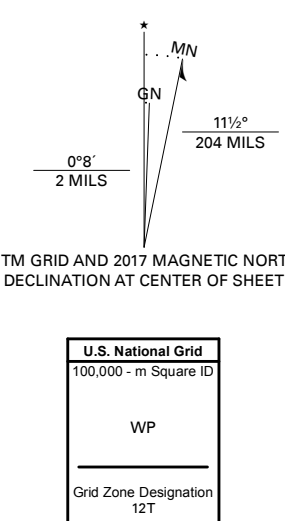 ★
MN
GN
11½°
204 MILS
0°8´
2 MILS
TM GRID AND 2017 MAGNETIC NORT
DECLINATION AT CENTER OF SHEET
U.S. National Grid
100,000 - m Square ID
WP
Grid Zone Designation
12T